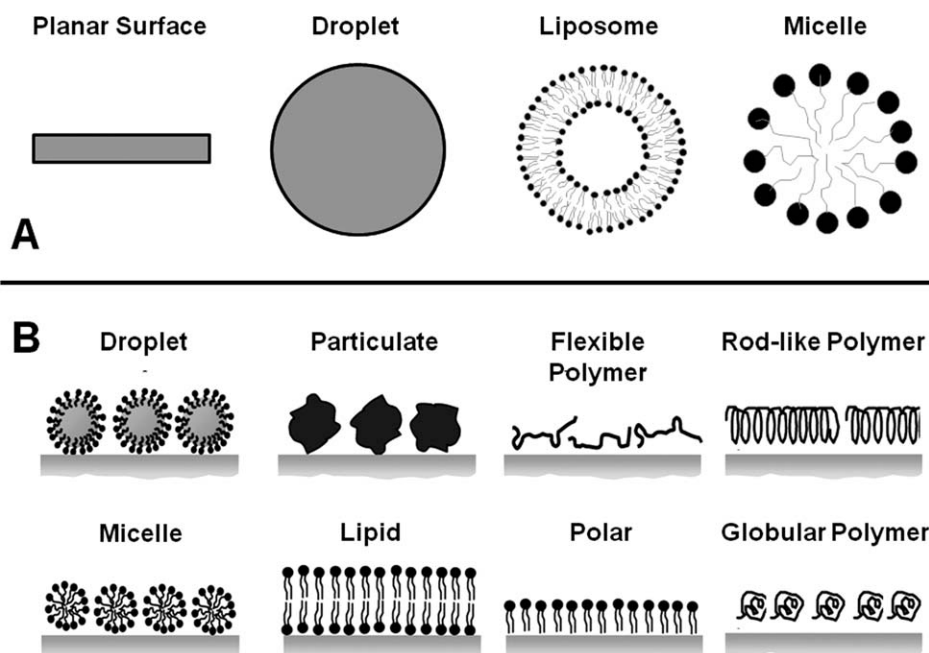 Planar Surface Droplet Liposome Micelle
A
B Droplet Particulate Flexible Polymer Rod-like Polymer
Micelle Lipid Polar Globular Polymer